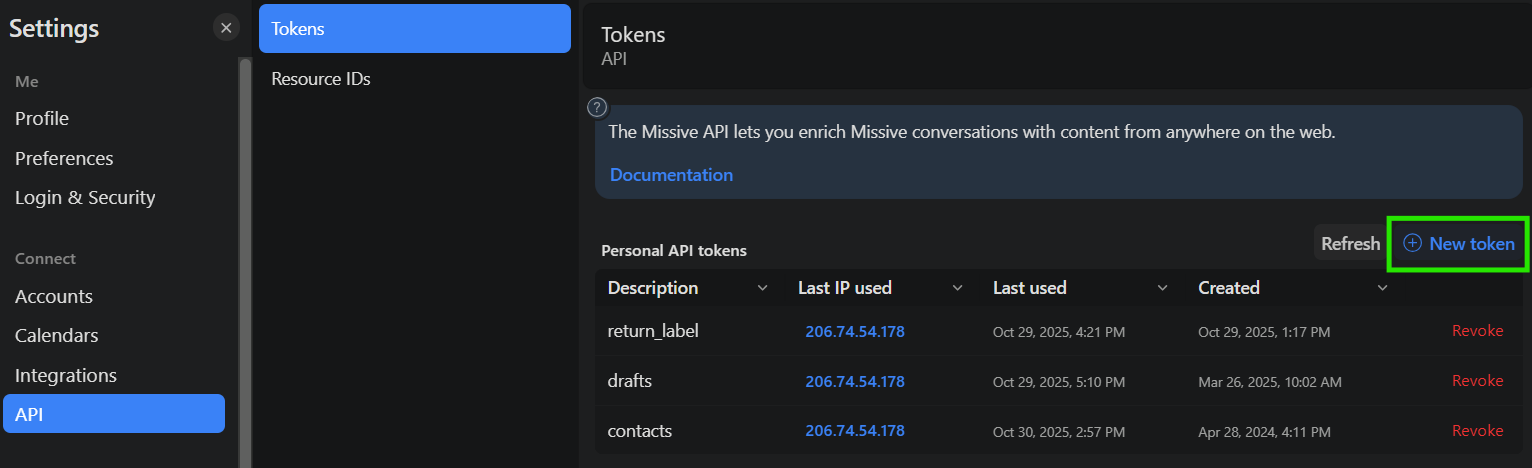 Settings
Me
Profile
Preferences
Login & Security
Connect
Accounts
Calendars
Integrations
API
Tokens
Resource IDs
Tokens
API
?
The Missive API lets you enrich Missive conversations with content from anywhere on the web.
Documentation
Personal API tokens
Refresh New token
Description Last IP used Last used Created
return_label 206.74.54.178 Oct 29, 2025, 4:21 PM Oct 29, 2025, 1:17 PM Revoke
drafts 206.74.54.178 Oct 29, 2025, 5:10 PM Mar 26, 2025, 10:02 AM Revoke
contacts 206.74.54.178 Oct 30, 2025, 2:57 PM Apr 28, 2024, 4:11 PM Revoke